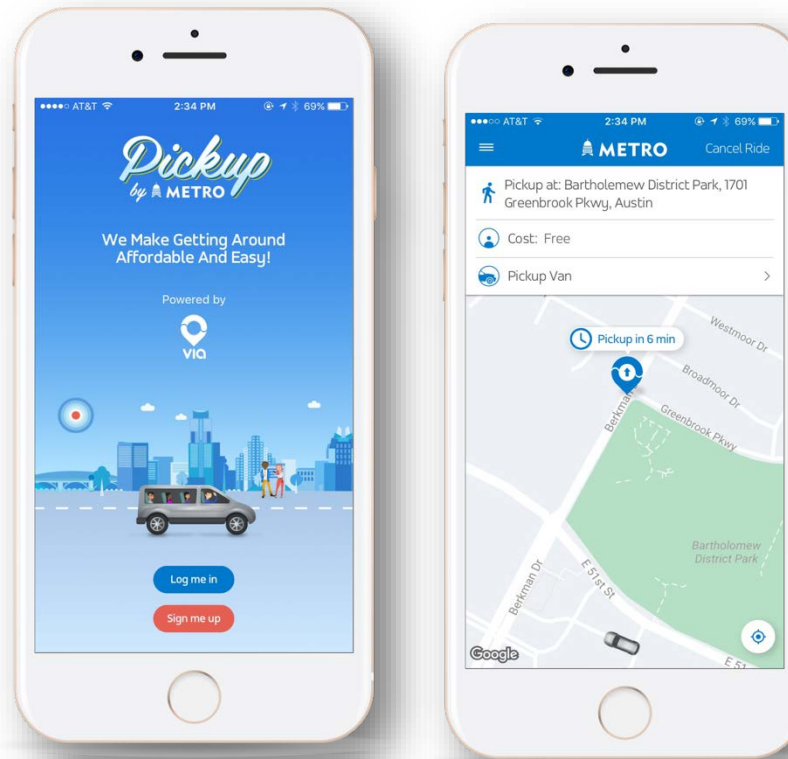 AT&T
2:34 PM
69%
Pickup
by METRO
We Make Getting Around
Affordable And Easy!
Powered by
via
Log me in
Sign me up
AT&T
2:34 PM
69%
METRO
Cancel Ride
Pickup at: Bartholemew District Park, 1701
Greenbrook Pkwy, Austin
Cost: Free
Pickup Van
Pickup in 6 min
Westmoor Dr
Broadmoor Dr
Greenbrook Pkwy
Berkman
Bartholomew
District Park
E 51st St
Berkman Dr
Google
E 51